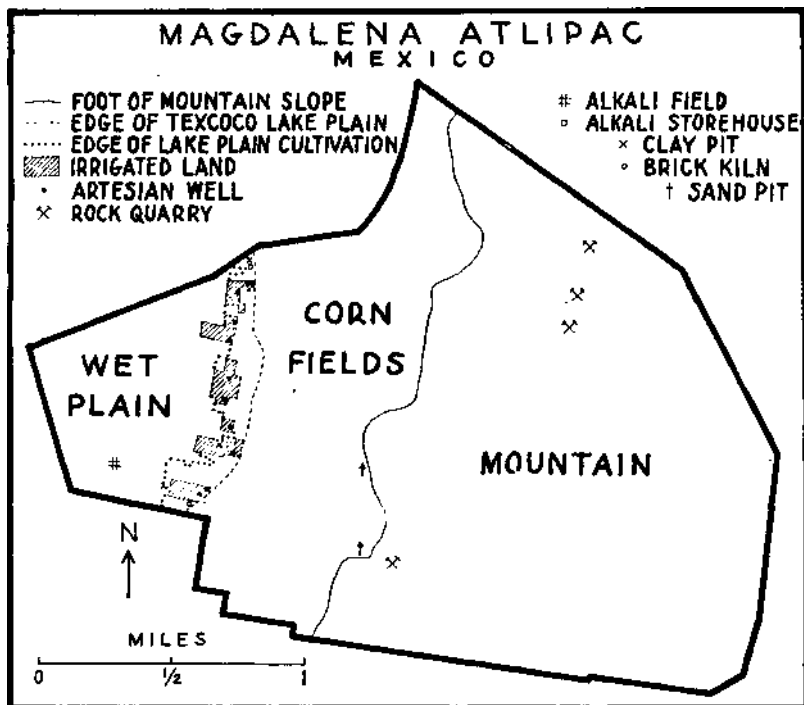 MAGDALENA ATLIPAC
MEXICO
FOOT OF MOUNTAIN SLOPE
EDGE OF TEXCOCO LAKE PLAIN
EDGE OF LAKE PLAIN CULTIVATION
IRRIGATED LAND
ARTESIAN WELL
ROCK QUARRY
ALKALI FIELD
ALKALI STOREHOUSE
CLAY PIT
BRICK KILN
SAND PIT
CORN
FIELDS
WET
PLAIN
MOUNTAIN
N
MILES
0 1/2 1